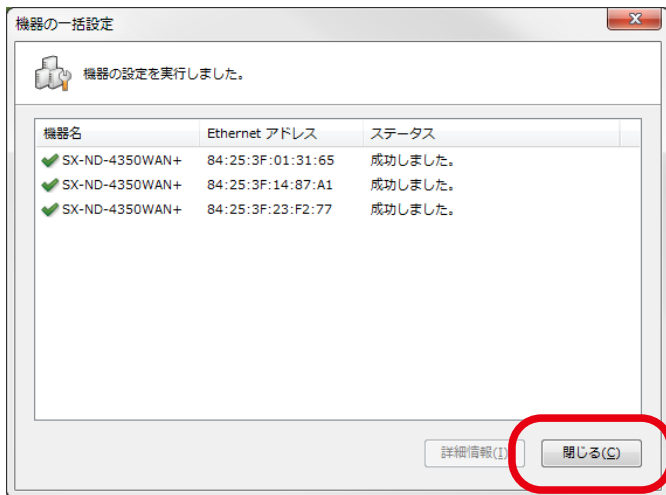 機器の一括設定
機器の設定を実行しました。
機器名 Ethernet アドレス ステータス
SX-ND-4350WAN+ 84:25:3F:01:31:65 成功しました。
SX-ND-4350WAN+ 84:25:3F:14:87:A1 成功しました。
SX-ND-4350WAN+ 84:25:3F:23:F2:77 成功しました。
詳細情報(I) 閉じる(C)